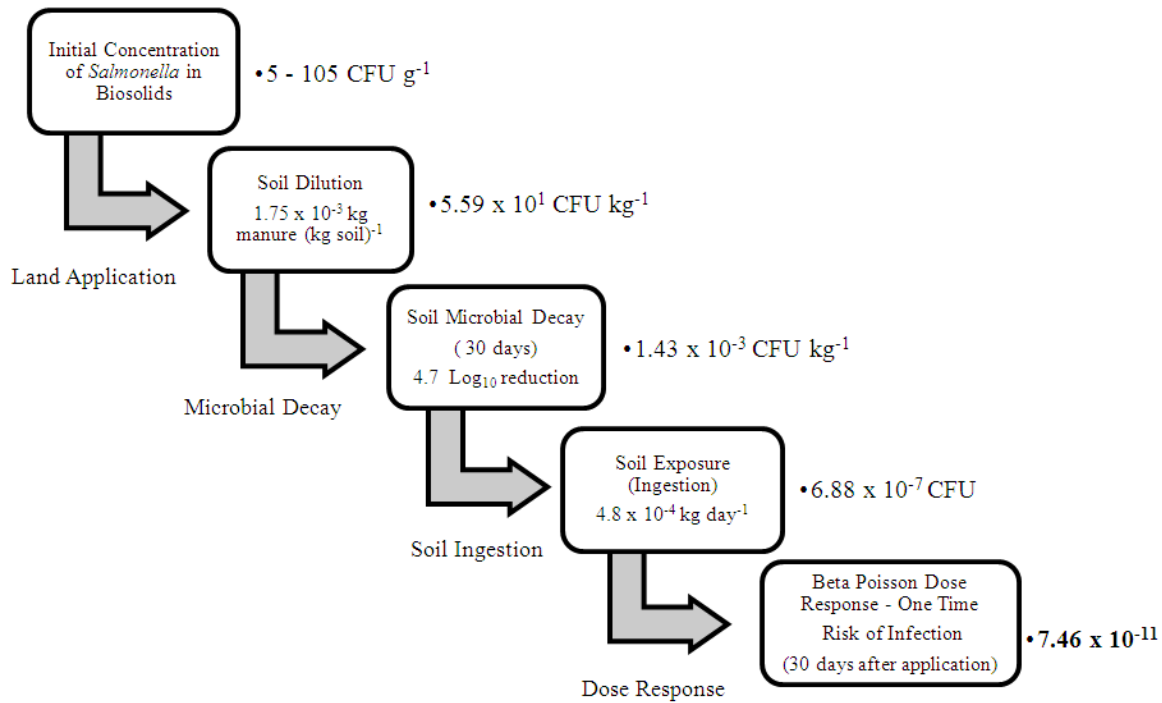 Initial Concentration
of Salmonella in
Biosolids
•5 - 105 CFU g⁻¹
Land Application
Soil Dilution
1.75 x 10⁻³ kg
manure (kg soil)⁻¹
•5.59 x 10¹ CFU kg⁻¹
Microbial Decay
Soil Microbial Decay
( 30 days)
4.7 Log₁₀ reduction
•1.43 x 10⁻³ CFU kg⁻¹
Soil Ingestion
Soil Exposure
(Ingestion)
4.8 x 10⁻⁴ kg day⁻¹
•6.88 x 10⁻⁷ CFU
Dose Response
Beta Poisson Dose
Response - One Time
Risk of Infection
(30 days after application)
•7.46 x 10⁻¹¹